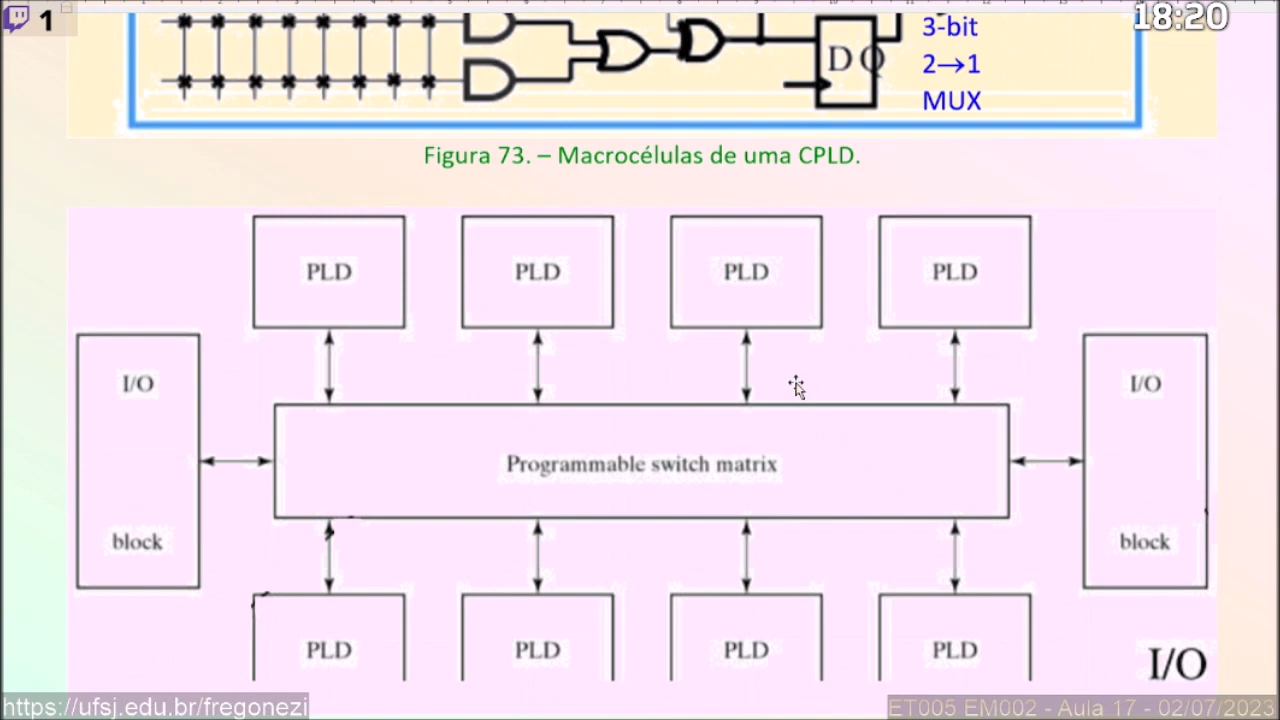 1
18:20
3-bit
2→1
MUX
D Q
Figura 73. – Macrocélulas de uma CPLD.
PLD PLD PLD PLD
I/O I/O
Programmable switch matrix
block block
PLD PLD PLD PLD
I/O
https://ufsj.edu.br/fregonezi
ET005 EM002 - Aula 17 - 02/07/2023